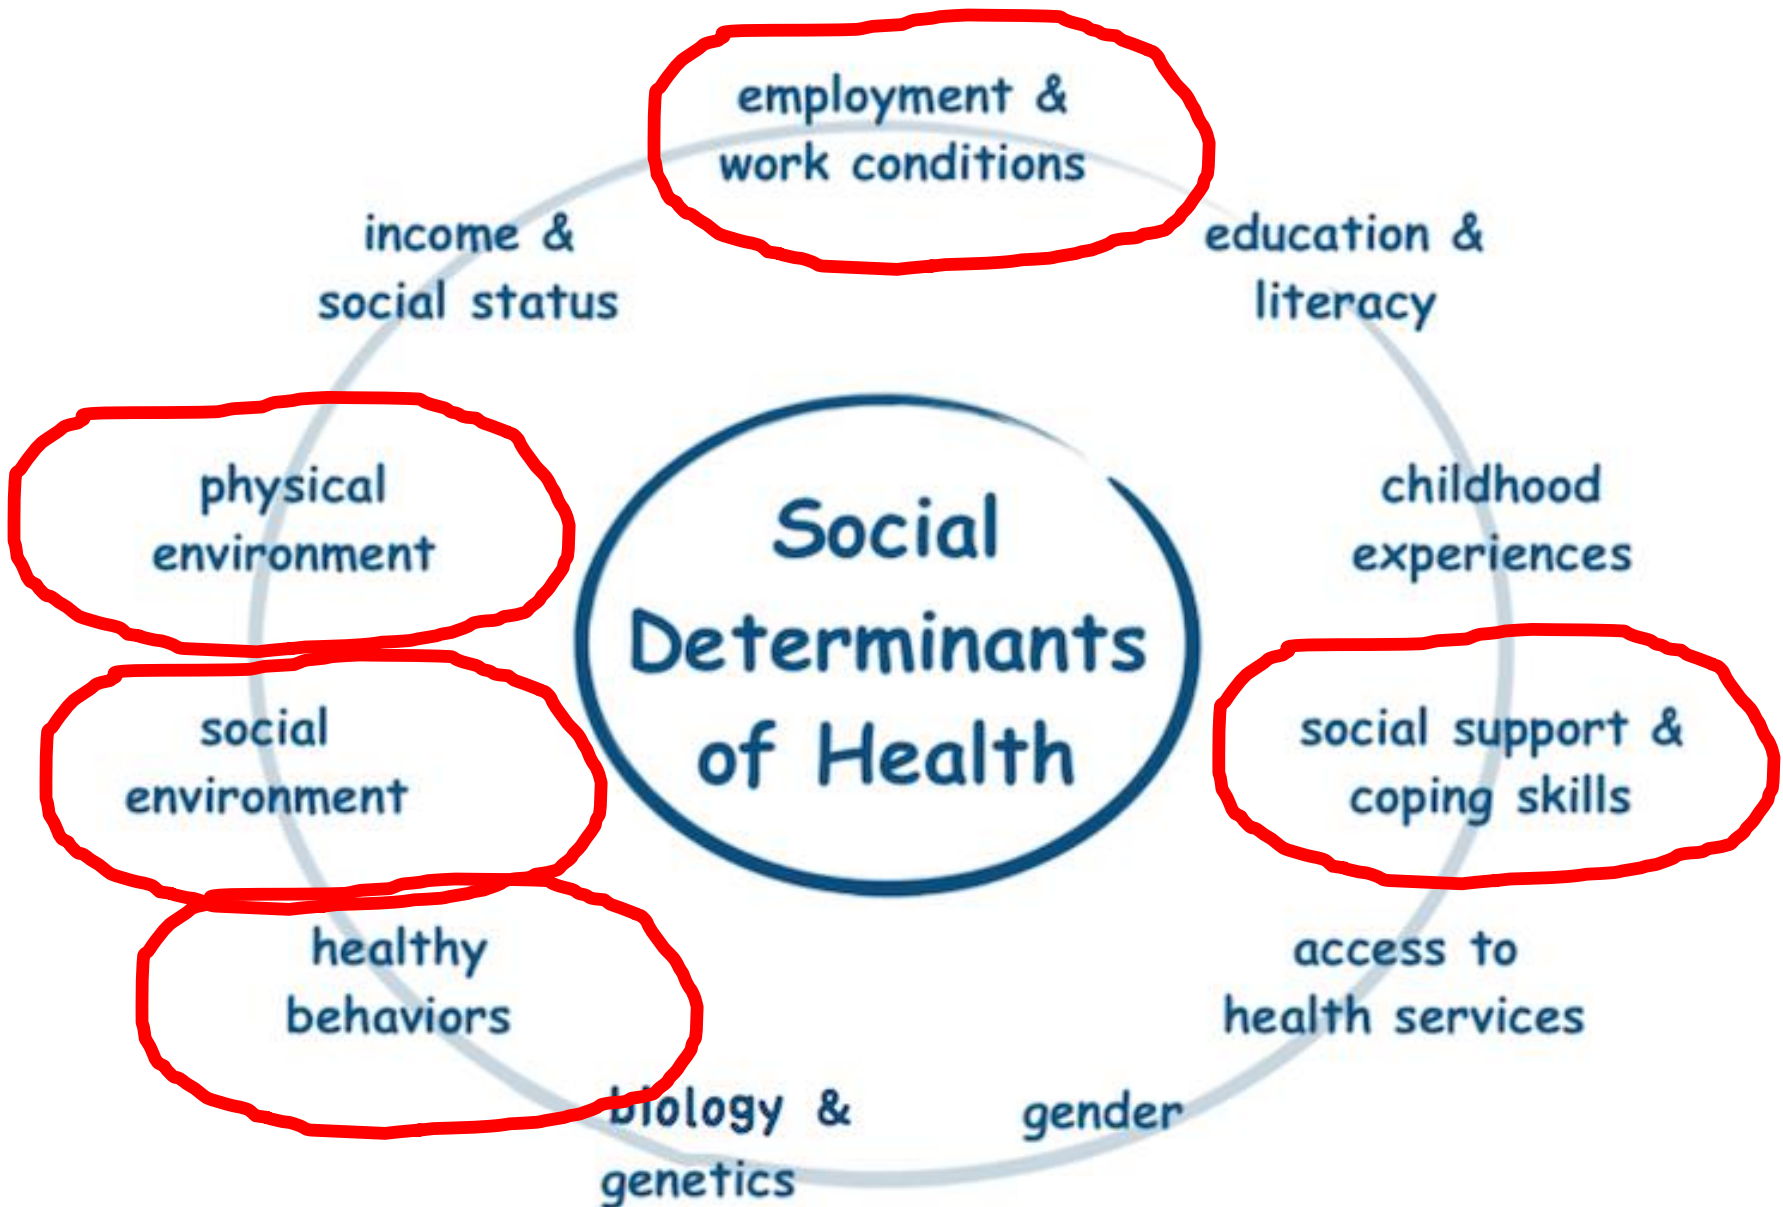 employment &
work conditions
income &
social status
education &
literacy
physical
environment
childhood
experiences
Social
Determinants
of Health
social
environment
social support &
coping skills
healthy
behaviors
access to
health services
biology &
genetics
gender